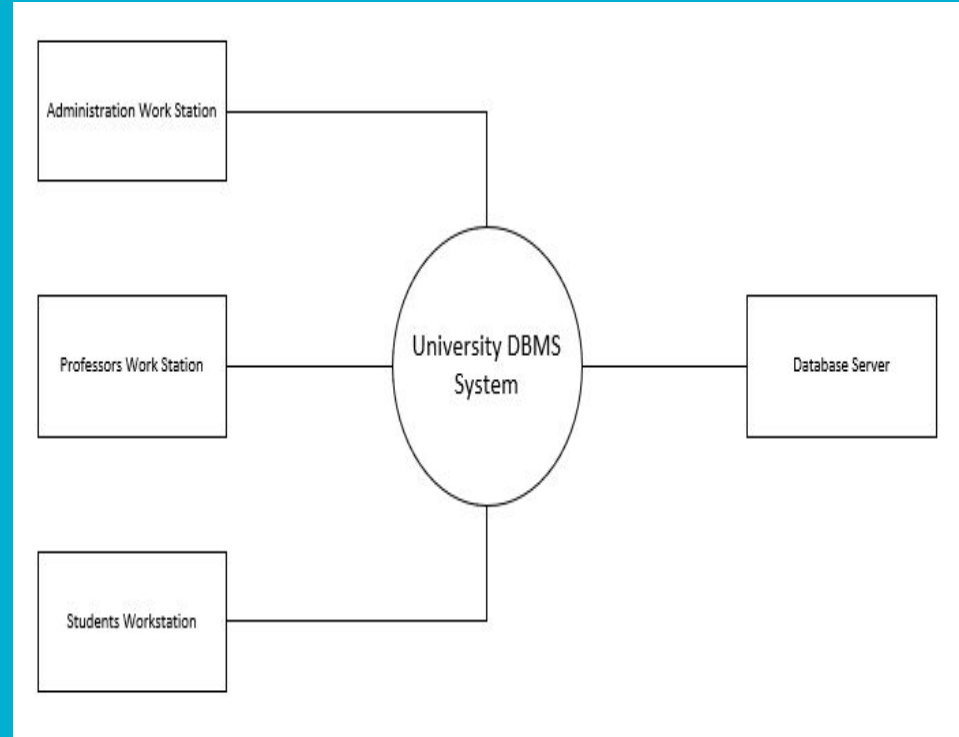 Administration Work Station
Professors Work Station
University DBMS
System
Database Server
Students Workstation